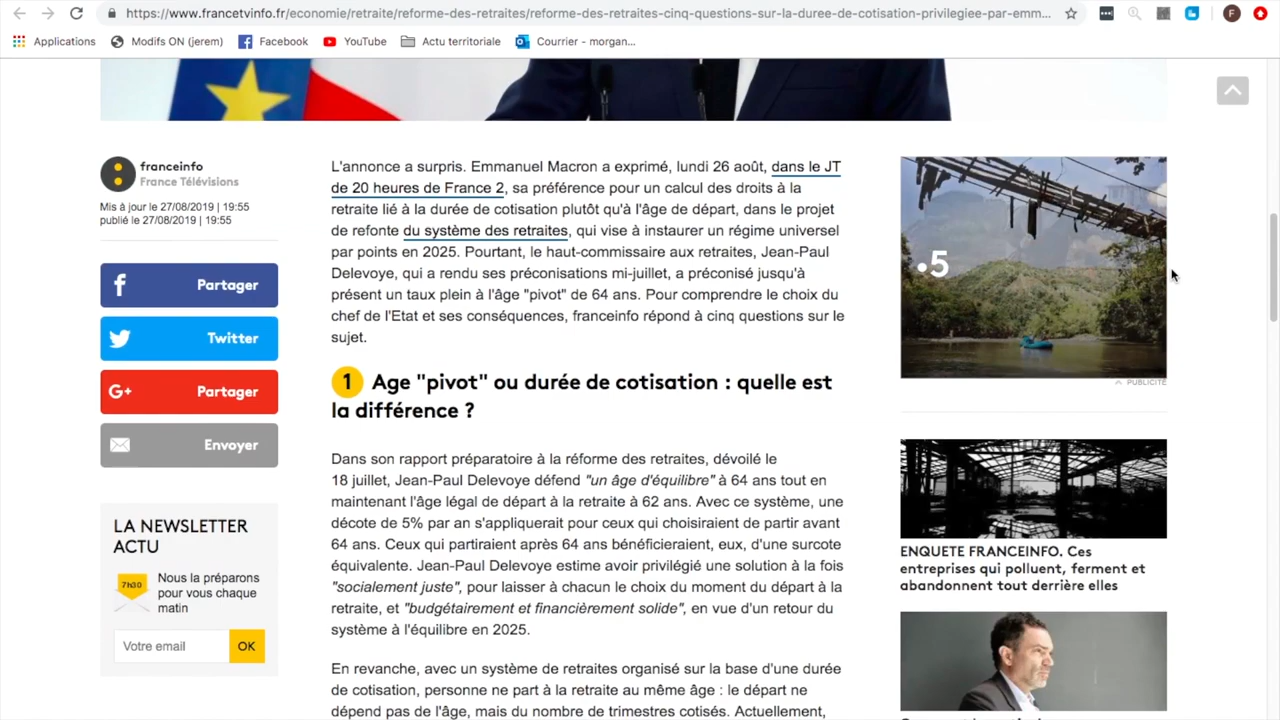 https://www.francetvinfo.fr/economie/retraite/reforme-des-retraites/reforme-des-retraites-cinq-questions-sur-la-duree-de-cotisation-privilegiee-par-emm...
F
Applications
Modifs ON (jerem)
Facebook
YouTube
Actu territoriale
Courrier - morgan...
franceinfo
France Télévisions
Mis à jour le 27/08/2019 | 19:55
publié le 27/08/2019 | 19:55
Partager
Twitter
Partager
Envoyer
LA NEWSLETTER
ACTU
7h30
Nous la préparons
pour vous chaque
matin
Votre email
OK
L'annonce a surpris. Emmanuel Macron a exprimé, lundi 26 août, dans le JT
de 20 heures de France 2, sa préférence pour un calcul des droits à la
retraite lié à la durée de cotisation plutôt qu'à l'âge de départ, dans le projet
de refonte du système des retraites, qui vise à instaurer un régime universel
par points en 2025. Pourtant, le haut-commissaire aux retraites, Jean-Paul
Delevoye, qui a rendu ses préconisations mi-juillet, a préconisé jusqu'à
présent un taux plein à l'âge "pivot" de 64 ans. Pour comprendre le choix du
chef de l'Etat et ses conséquences, franceinfo répond à cinq questions sur le
sujet.
1 Age "pivot" ou durée de cotisation : quelle est
la différence ?
Dans son rapport préparatoire à la réforme des retraites, dévoilé le
18 juillet, Jean-Paul Delevoye défend "un âge d'équilibre" à 64 ans tout en
maintenant l'âge légal de départ à la retraite à 62 ans. Avec ce système, une
décote de 5% par an s'appliquerait pour ceux qui choisiraient de partir avant
64 ans. Ceux qui partiraient après 64 ans bénéficieraient, eux, d'une surcote
équivalente. Jean-Paul Delevoye estime avoir privilégié une solution à la fois
"socialement juste", pour laisser à chacun le choix du moment du départ à la
retraite, et "budgétairement et financièrement solide", en vue d'un retour du
système à l'équilibre en 2025.
En revanche, avec un système de retraites organisé sur la base d'une durée
de cotisation, personne ne part à la retraite au même âge : le départ ne
dépend pas de l'âge, mais du nombre de trimestres cotisés. Actuellement,
•5
PUBLICITÉ
ENQUETE FRANCEINFO. Ces
entreprises qui polluent, ferment et
abandonnent tout derrière elles